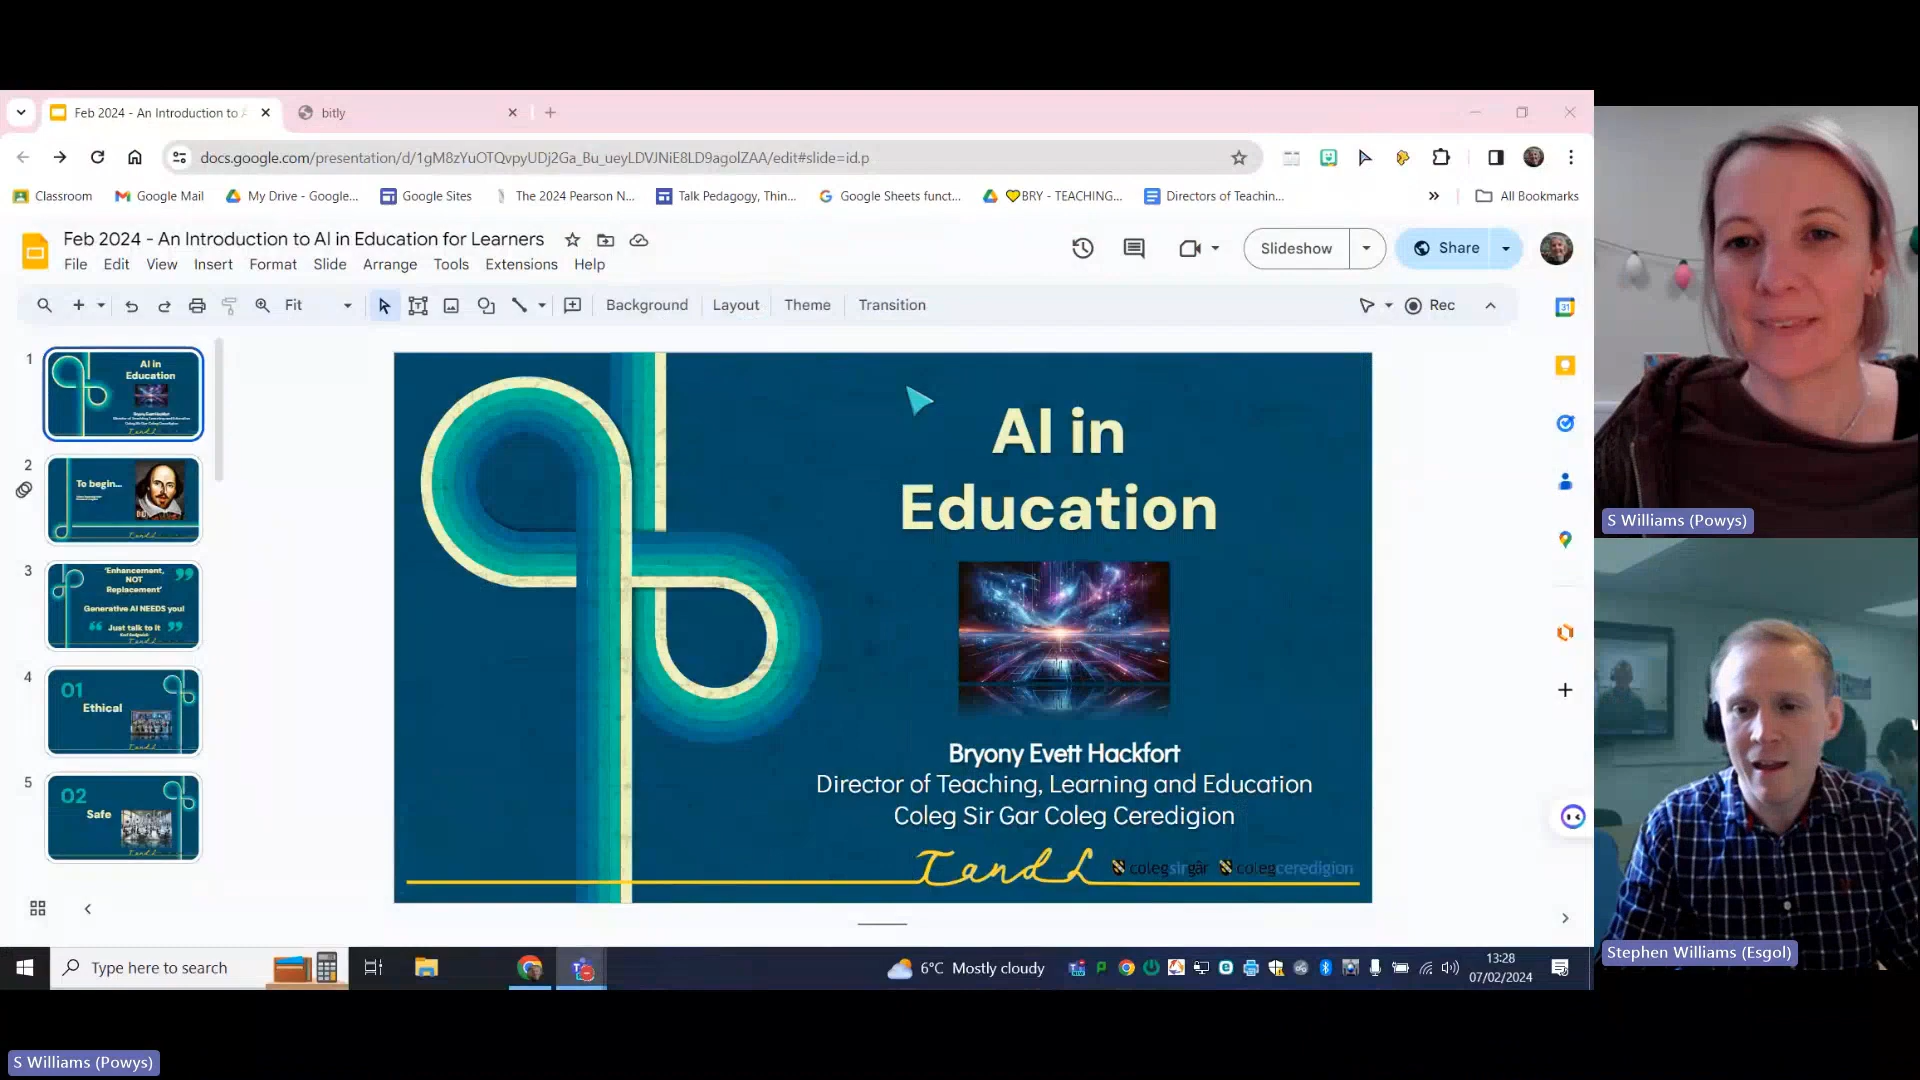 Feb 2024 - An Introduction to A
bitly
docs.google.com/presentation/d/1gM8zYuOTQvpyUDj2Ga_Bu_ueyLDVJNiE8LD9agolZAA/edit#slide=id.p
Classroom
Google Mail
My Drive - Google...
Google Sites
The 2024 Pearson N...
Talk Pedagogy, Thin...
Google Sheets funct...
BRY - TEACHING...
Directors of Teachin...
All Bookmarks
Feb 2024 - An Introduction to AI in Education for Learners
File Edit View Insert Format Slide Arrange Tools Extensions Help
Slideshow
Share
Fit
Background
Layout
Theme
Transition
Rec
1
AI in
Education
2
To begin...
3
'Enhancement,
NOT
Replacement'
Generative AI NEEDS you!
Just talk to it
4
01
Ethical
5
02
Safe
AI in
Education
Bryony Evett Hackfort
Director of Teaching, Learning and Education
Coleg Sir Gar Coleg Ceredigion
T and L
colegsirgâr
colegceredigion
S Williams (Powys)
Stephen Williams (Esgol)
Type here to search
6°C Mostly cloudy
13:28
07/02/2024
S Williams (Powys)